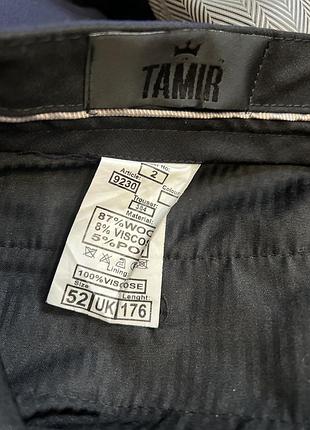 TAMIR
No:
2
Article:
9230
Trouser:
Material:
87%WOO
8% VISCO
5%PO
Lining
100%VISCOSE
Size Lenght:
52 UK 176